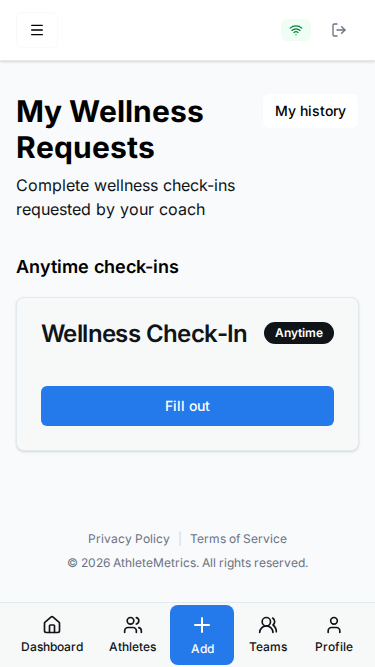 My Wellness
Requests
My history
Complete wellness check-ins
requested by your coach
Anytime check-ins
Wellness Check-In
Anytime
Fill out
Privacy Policy | Terms of Service
© 2026 AthleteMetrics. All rights reserved.
Dashboard Athletes Add Teams Profile